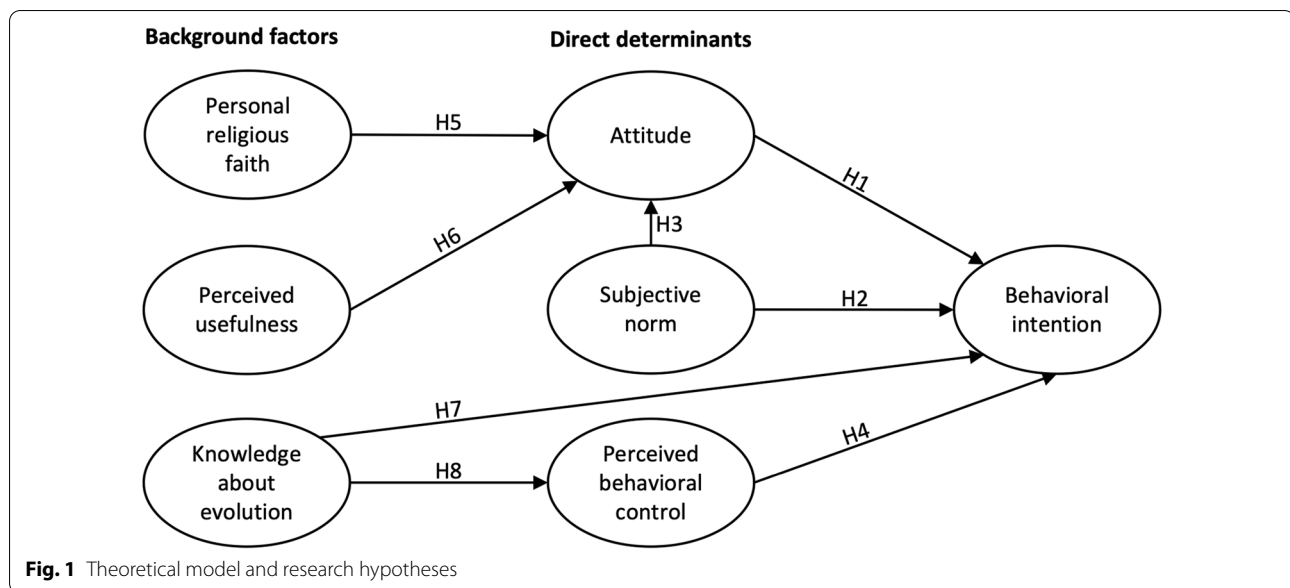 Background factors
Direct determinants
Personal
religious
faith
H5
Attitude
H1
H6
H3
Perceived
usefulness
Subjective
norm
H2
Behavioral
intention
H7
H4
Knowledge
about
evolution
H8
Perceived
behavioral
control
Fig. 1 Theoretical model and research hypotheses